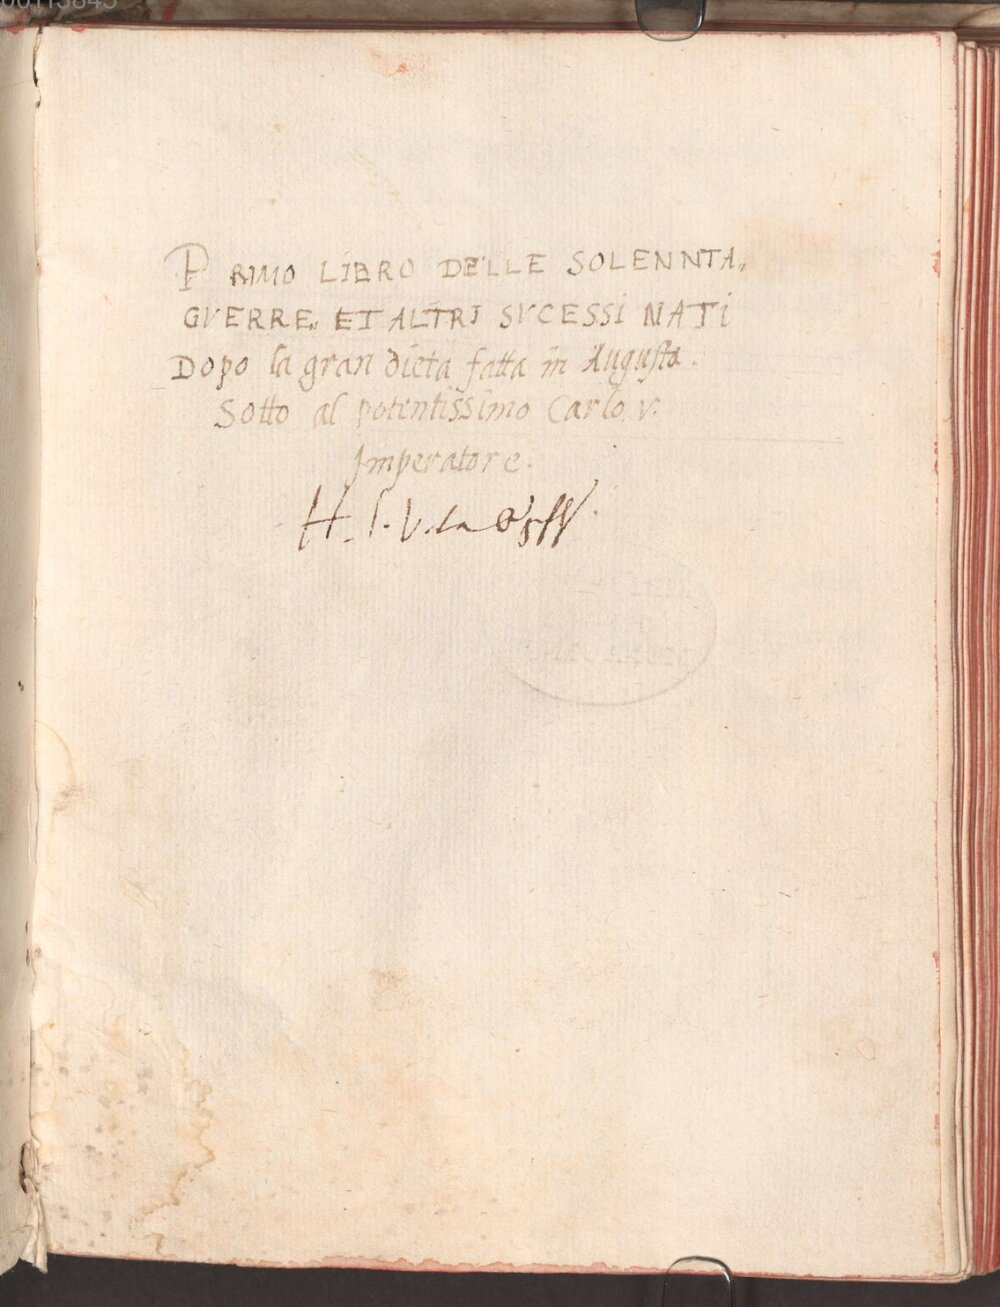 PRIMO LIBRO DELLE SOLENNTA,
GVERRE, ET ALTRI SVCESSI NATI
Dopo la gran dieta fatta in Augusta.
Sotto al potentissimo Carlo V.
Imperatore.
H. J. V.